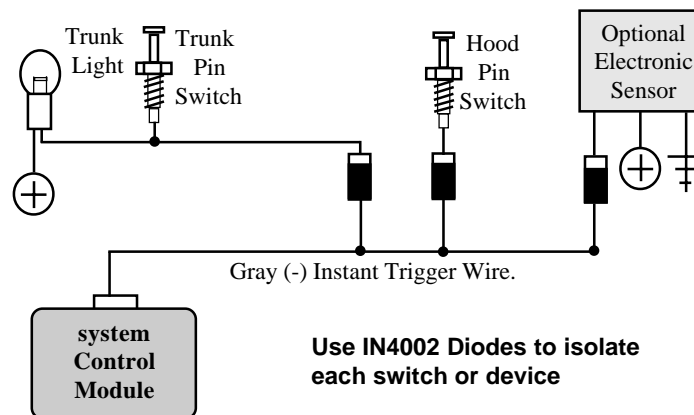 Trunk
Light
Trunk
Pin
Switch
Hood
Pin
Switch
Optional
Electronic
Sensor
Gray (-) Instant Trigger Wire.
system
Control
Module
Use IN4002 Diodes to isolate
each switch or device